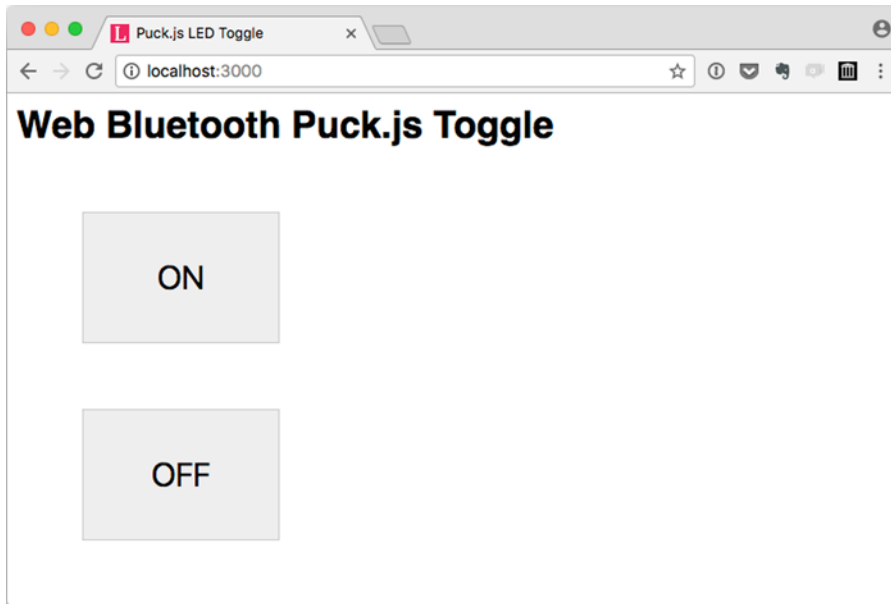 L Puck.js LED Toggle
localhost:3000
Web Bluetooth Puck.js Toggle
ON
OFF